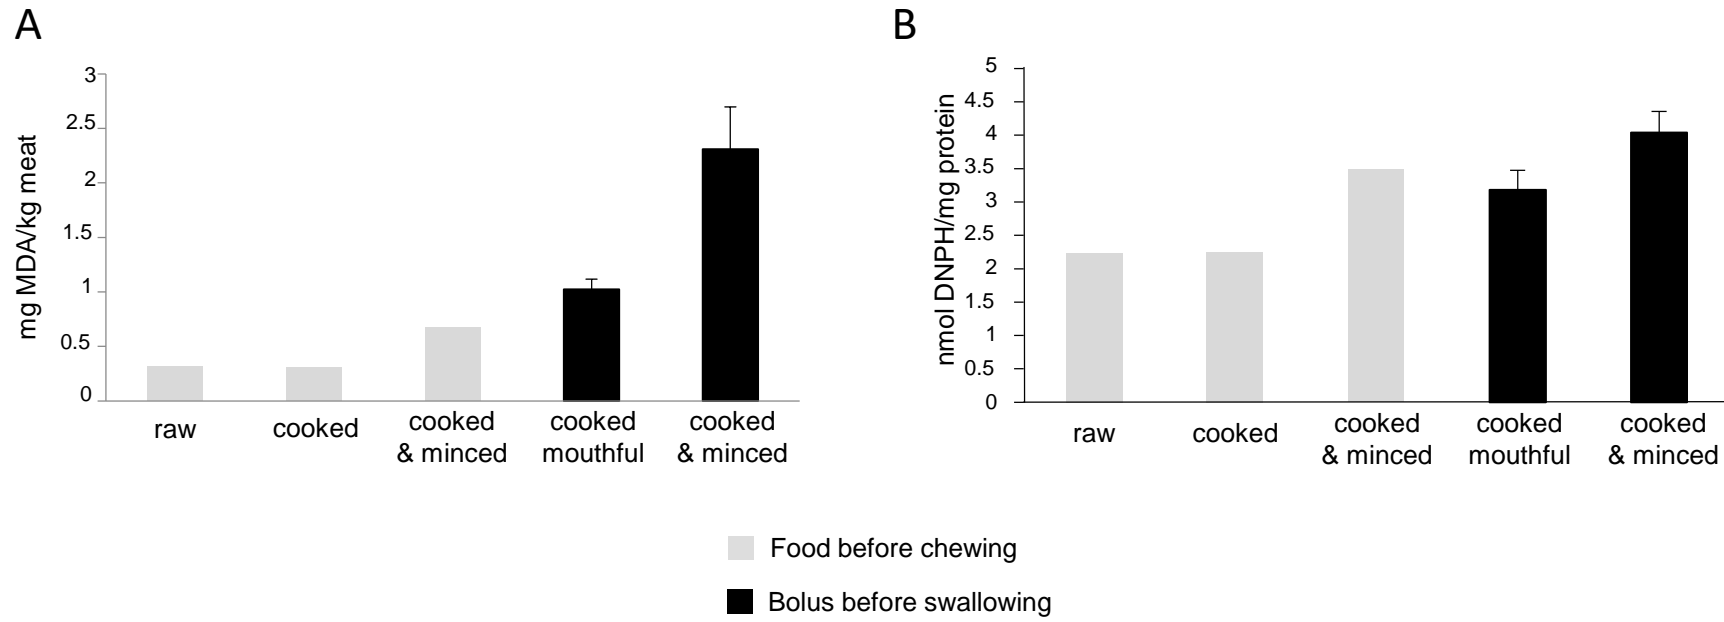 A
B
mg MDA/kg meat
3
2.5
2
1.5
1
0.5
0
raw
cooked
cooked
& minced
cooked
mouthful
cooked
& minced
nmol DNPH/mg protein
5
4.5
4
3.5
3
2.5
2
1.5
1
0.5
0
raw
cooked
cooked
& minced
cooked
mouthful
cooked
& minced
Food before chewing
Bolus before swallowing